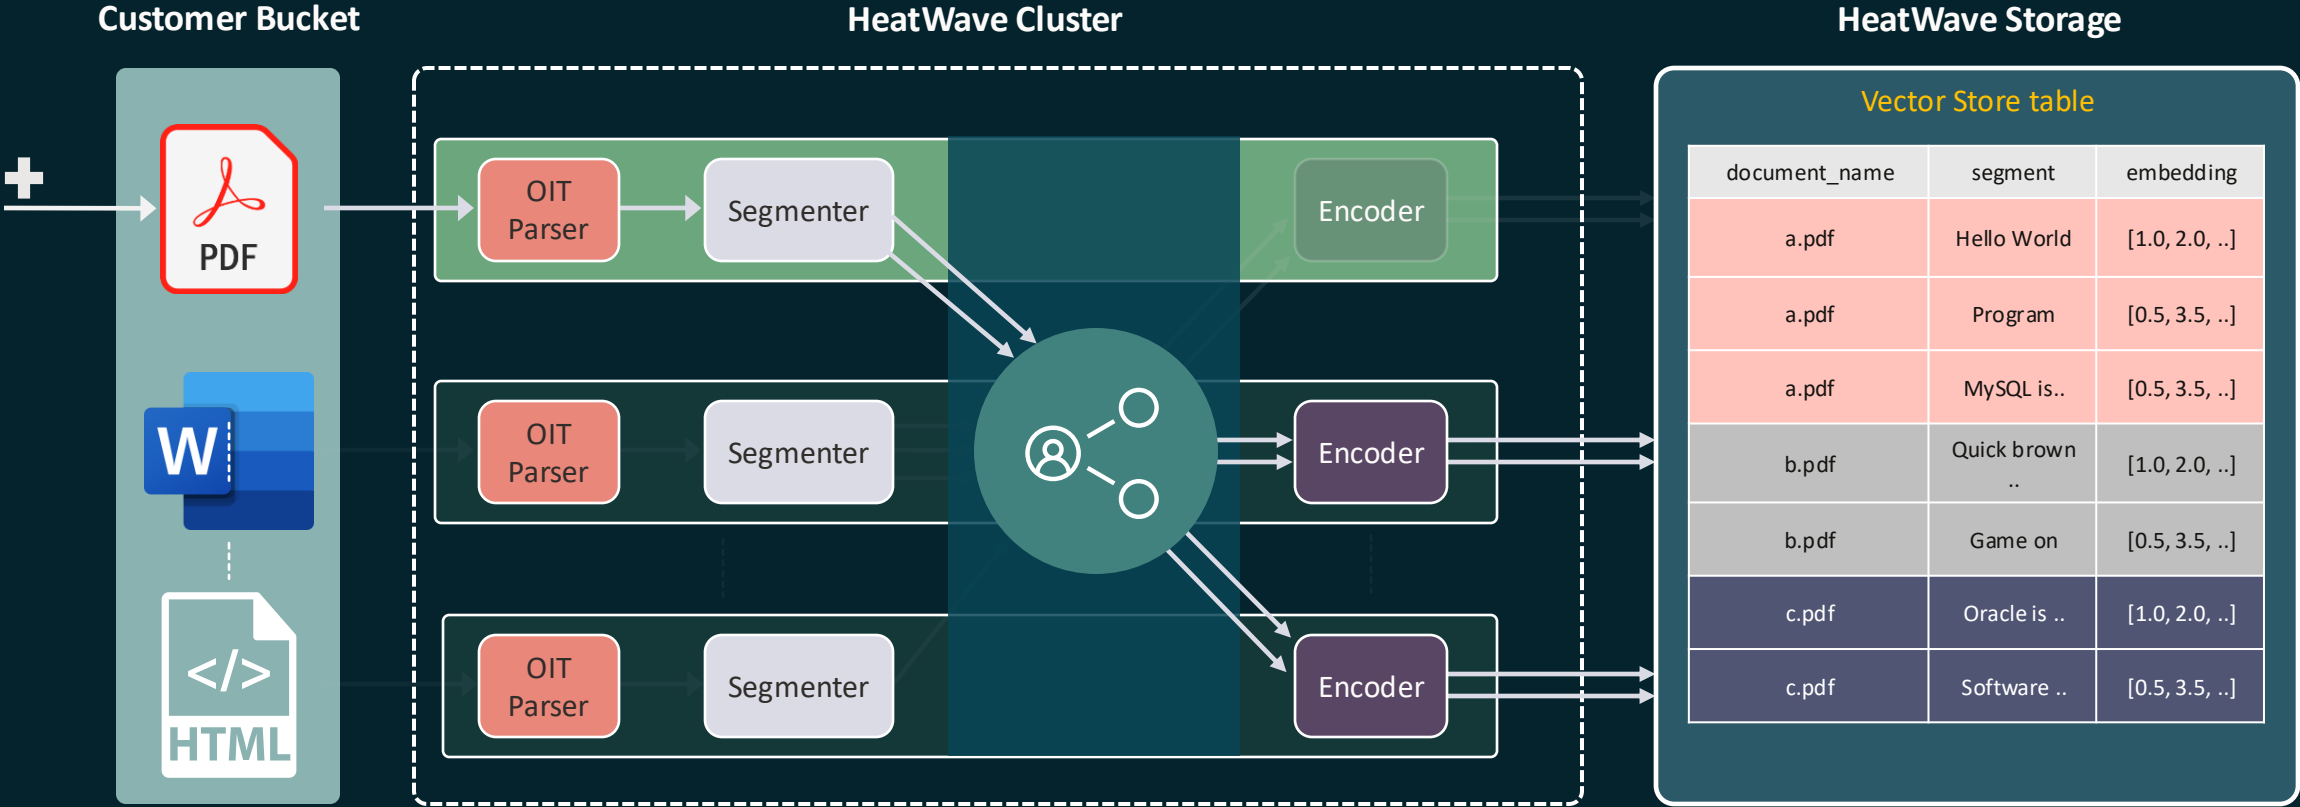 Customer Bucket
HeatWave Cluster
HeatWave Storage
PDF
W
</>
HTML
OIT
Parser
Segmenter
Encoder
OIT
Parser
Segmenter
Encoder
OIT
Parser
Segmenter
Encoder
Vector Store table
document_name segment embedding
a.pdf Hello World [1.0, 2.0, ..]
a.pdf Program [0.5, 3.5, ..]
a.pdf MySQL is.. [0.5, 3.5, ..]
b.pdf Quick brown [1.0, 2.0, ..]
..
b.pdf Game on [0.5, 3.5, ..]
c.pdf Oracle is .. [1.0, 2.0, ..]
c.pdf Software .. [0.5, 3.5, ..]